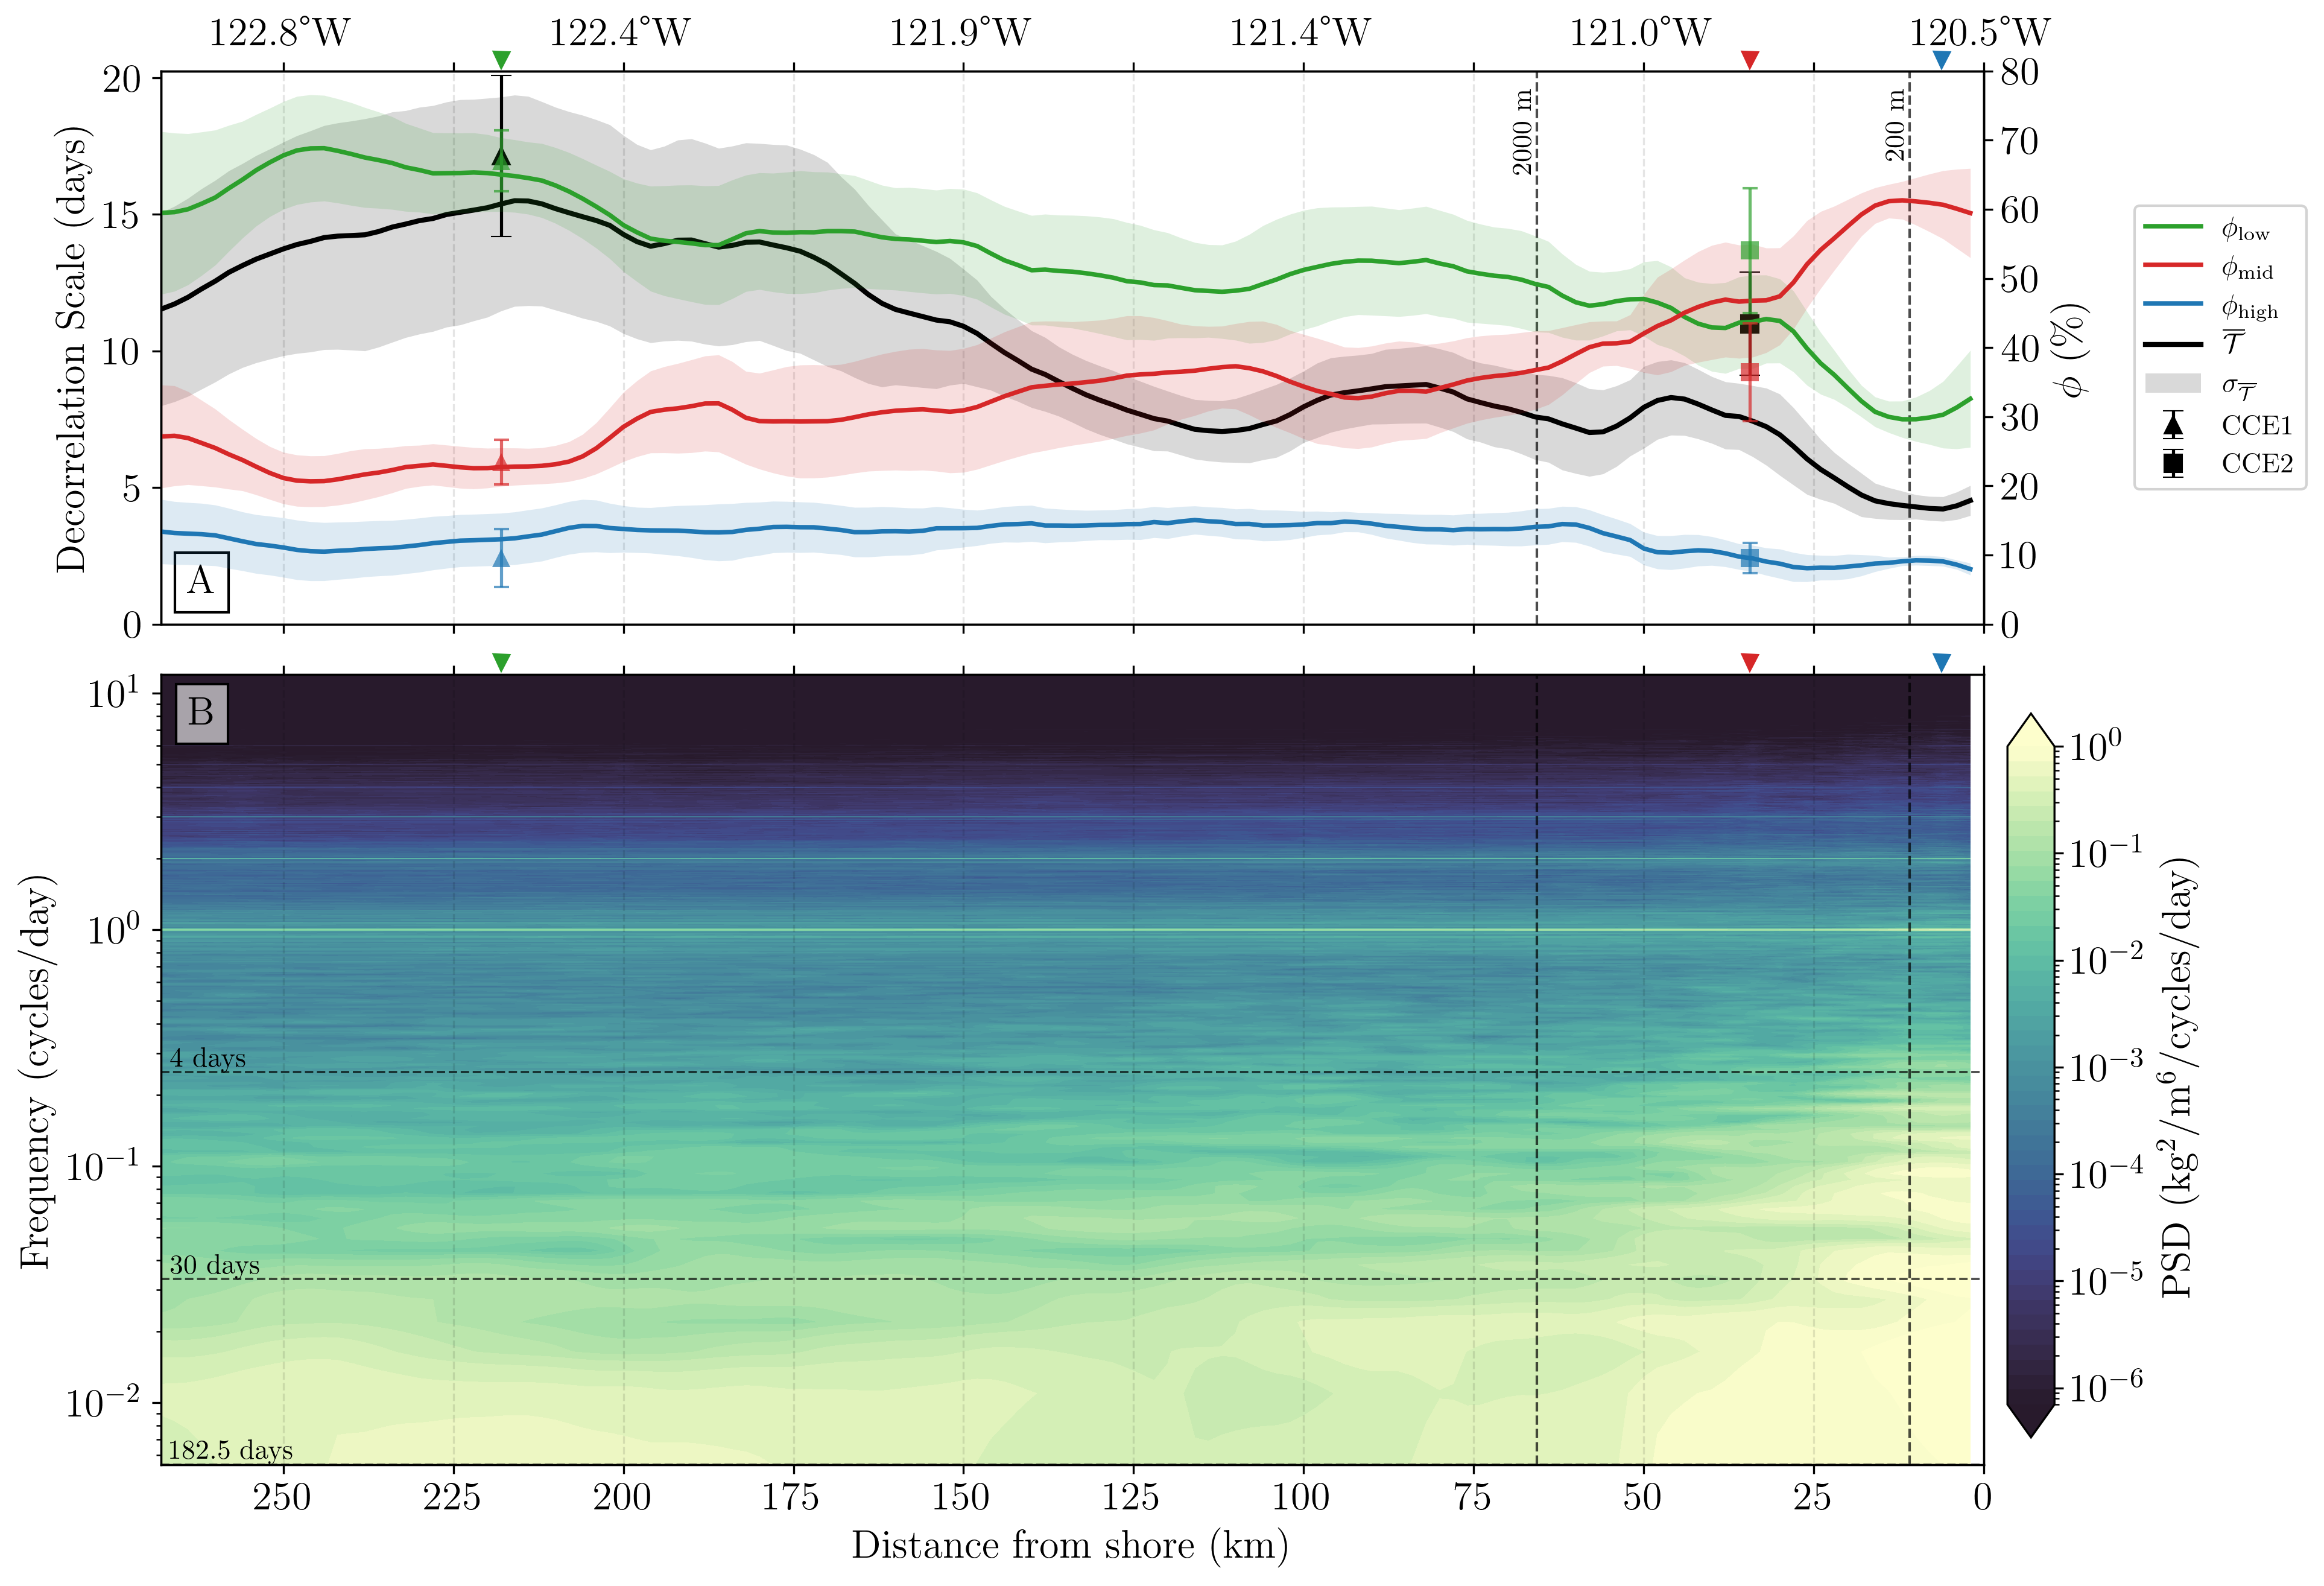 122.8°W 122.4°W 121.9°W 121.4°W 121.0°W 120.5°W
20
15
10
5
0
Decorrelation Scale (days)
A
2000 m
200 m
80
70
60
50
40
30
20
10
0
ϕ (%)
ϕ_low
ϕ_mid
ϕ_high
𝒯̿
σ_𝒯̿
CCE1
CCE2
B
10¹
10⁰
10⁻¹
10⁻²
Frequency (cycles/day)
4 days
30 days
182.5 days
250 225 200 175 150 125 100 75 50 25 0
Distance from shore (km)
10⁰
10⁻¹
10⁻²
10⁻³
10⁻⁴
10⁻⁵
10⁻⁶
PSD (kg²/m⁶/cycles/day)